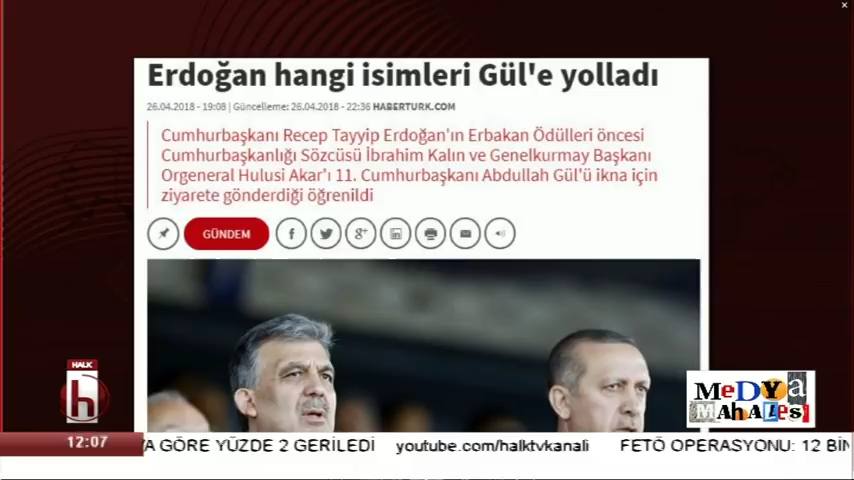 Erdoğan hangi isimleri Gül'e yolladı
26.04.2018 - 19:08 | Güncelleme: 26.04.2018 - 22:36 HABERTURK.COM
Cumhurbaşkanı Recep Tayyip Erdoğan'ın Erbakan Ödülleri öncesi
Cumhurbaşkanlığı Sözcüsü İbrahim Kalın ve Genelkurmay Başkanı
Orgeneral Hulusi Akar'ı 11. Cumhurbaşkanı Abdullah Gül'ü ikna için
ziyarete gönderdiği öğrenildi
GÜNDEM
HALK
h
MeDYa
MaHaLLesi
12:07
YA GÖRE YÜZDE 2 GERİLEDİ youtube.com/halktvkanali FETÖ OPERASYONU: 12 BİN